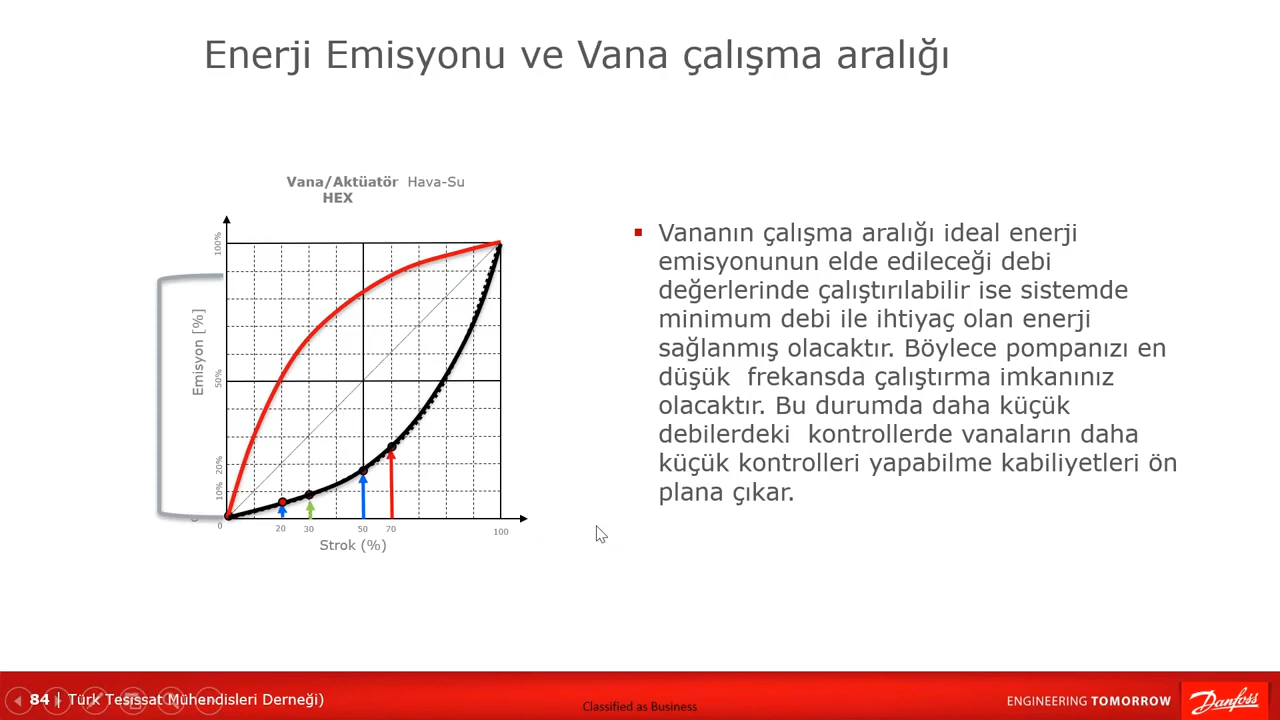 Enerji Emisyonu ve Vana çalışma aralığı
Vana/Aktüatör Hava-Su
HEX
100%
50%
20%
10%
0
Emisyon [%]
20 30 50 70 100
Strok (%)
Vananın çalışma aralığı ideal enerji
emisyonunun elde edileceği debi
değerlerinde çalıştırılabilir ise sistemde
minimum debi ile ihtiyaç olan enerji
sağlanmış olacaktır. Böylece pompanızı en
düşük frekansda çalıştırma imkanınız
olacaktır. Bu durumda daha küçük
debilerdeki kontrollerde vanaların daha
küçük kontrolleri yapabilme kabiliyetleri ön
plana çıkar.
84 | Türk Tesissat Mühendisleri Derneği)
Classified as Business
ENGINEERING TOMORROW
Danfoss